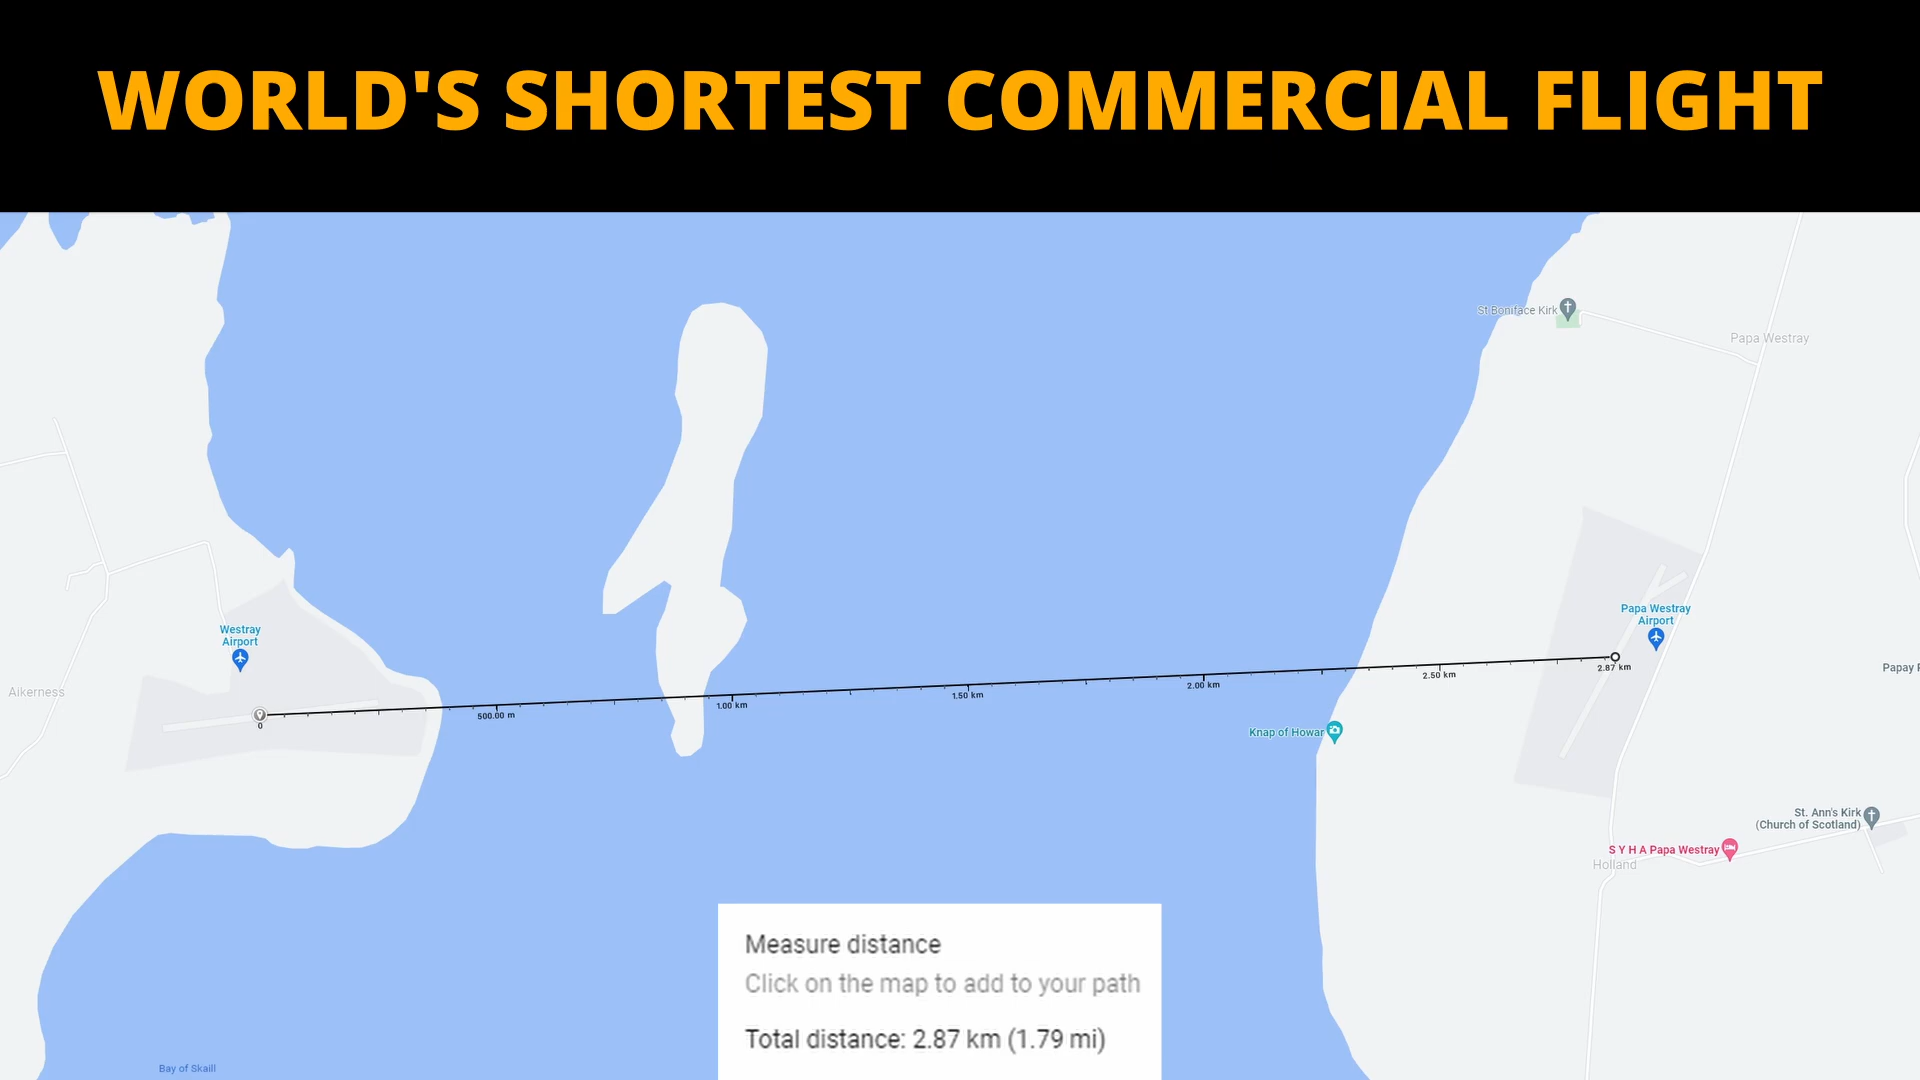 WORLD'S SHORTEST COMMERCIAL FLIGHT
St Boniface Kirk
Papa Westray
Westray
Airport
Papa Westray
Airport
Aikerness
0
500.00 m
1.00 km
1.50 km
2.00 km
2.50 km
2.87 km
Papay
Knap of Howar
St. Ann's Kirk
(Church of Scotland)
S Y H A Papa Westray
Holland
Measure distance
Click on the map to add to your path
Total distance: 2.87 km (1.79 mi)
Bay of Skaill